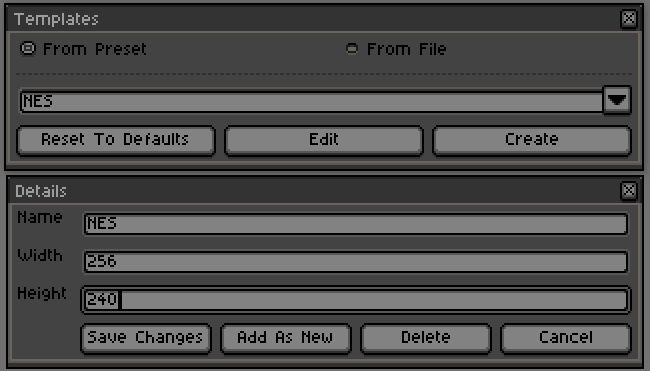 Templates
From Preset From File
NES
Reset To Defaults Edit Create
Details
Name NES
Width 256
Height 240
Save Changes Add As New Delete Cancel